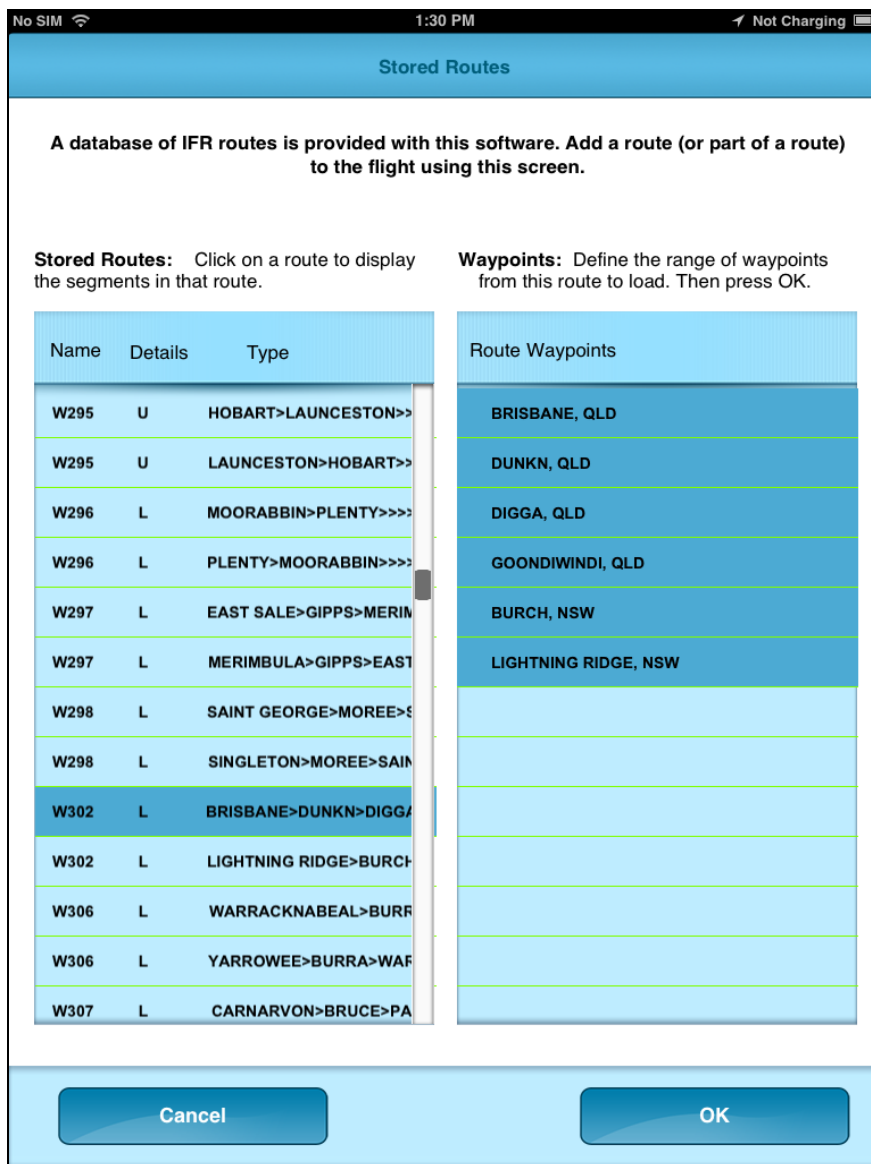 No SIM 1:30 PM Not Charging
Stored Routes
A database of IFR routes is provided with this software. Add a route (or part of a route)
to the flight using this screen.
Stored Routes: Click on a route to display
the segments in that route.
Waypoints: Define the range of waypoints
from this route to load. Then press OK.
Name Details Type
W295 U HOBART>LAUNCESTON>>
W295 U LAUNCESTON>HOBART>>
W296 L MOORABBIN>PLENTY>>>>
W296 L PLENTY>MOORABBIN>>>>
W297 L EAST SALE>GIPPS>MERIM
W297 L MERIMBULA>GIPPS>EAST
W298 L SAINT GEORGE>MOREE>S
W298 L SINGLETON>MOREE>SAIN
W302 L BRISBANE>DUNKN>DIGGA
W302 L LIGHTNING RIDGE>BURCH
W306 L WARRACKNABEAL>BURR
W306 L YARROWEE>BURRA>WAR
W307 L CARNARVON>BRUCE>PA
Route Waypoints
BRISBANE, QLD
DUNKN, QLD
DIGGA, QLD
GOONDIWINDI, QLD
BURCH, NSW
LIGHTNING RIDGE, NSW
Cancel
OK